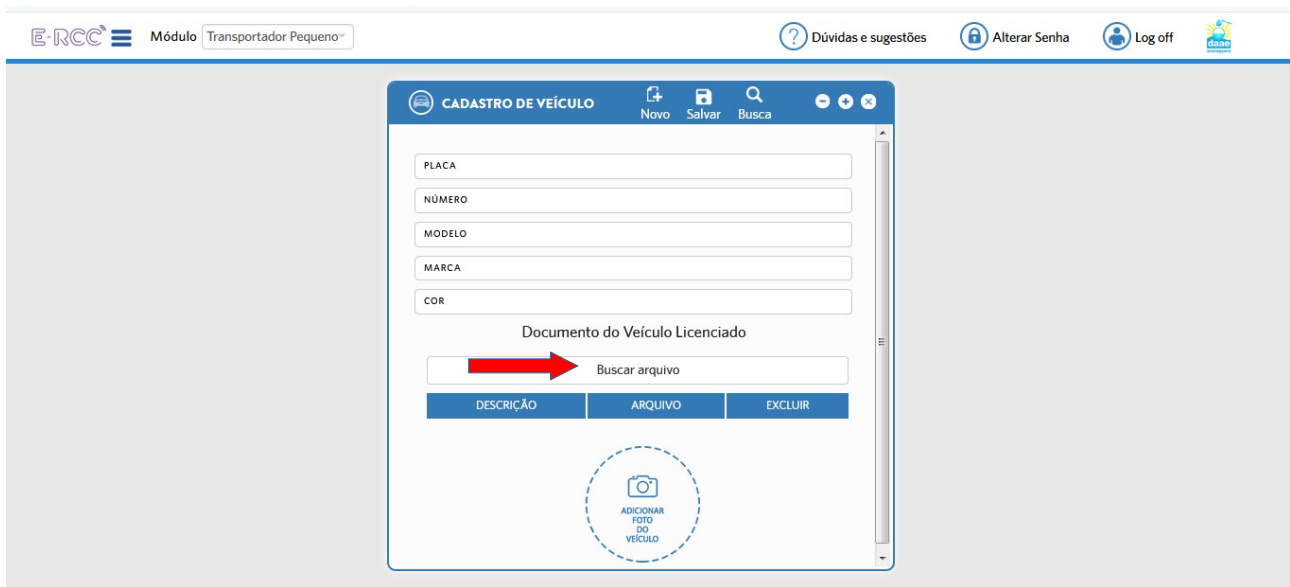 E-RCC
Módulo Transportador Pequeno
Dúvidas e sugestões
Alterar Senha
Log off
daae
CADASTRO DE VEÍCULO
Novo
Salvar
Busca
PLACA
NÚMERO
MODELO
MARCA
COR
Documento do Veículo Licenciado
Buscar arquivo
DESCRIÇÃO
ARQUIVO
EXCLUIR
ADICIONAR
FOTO
DO
VEÍCULO